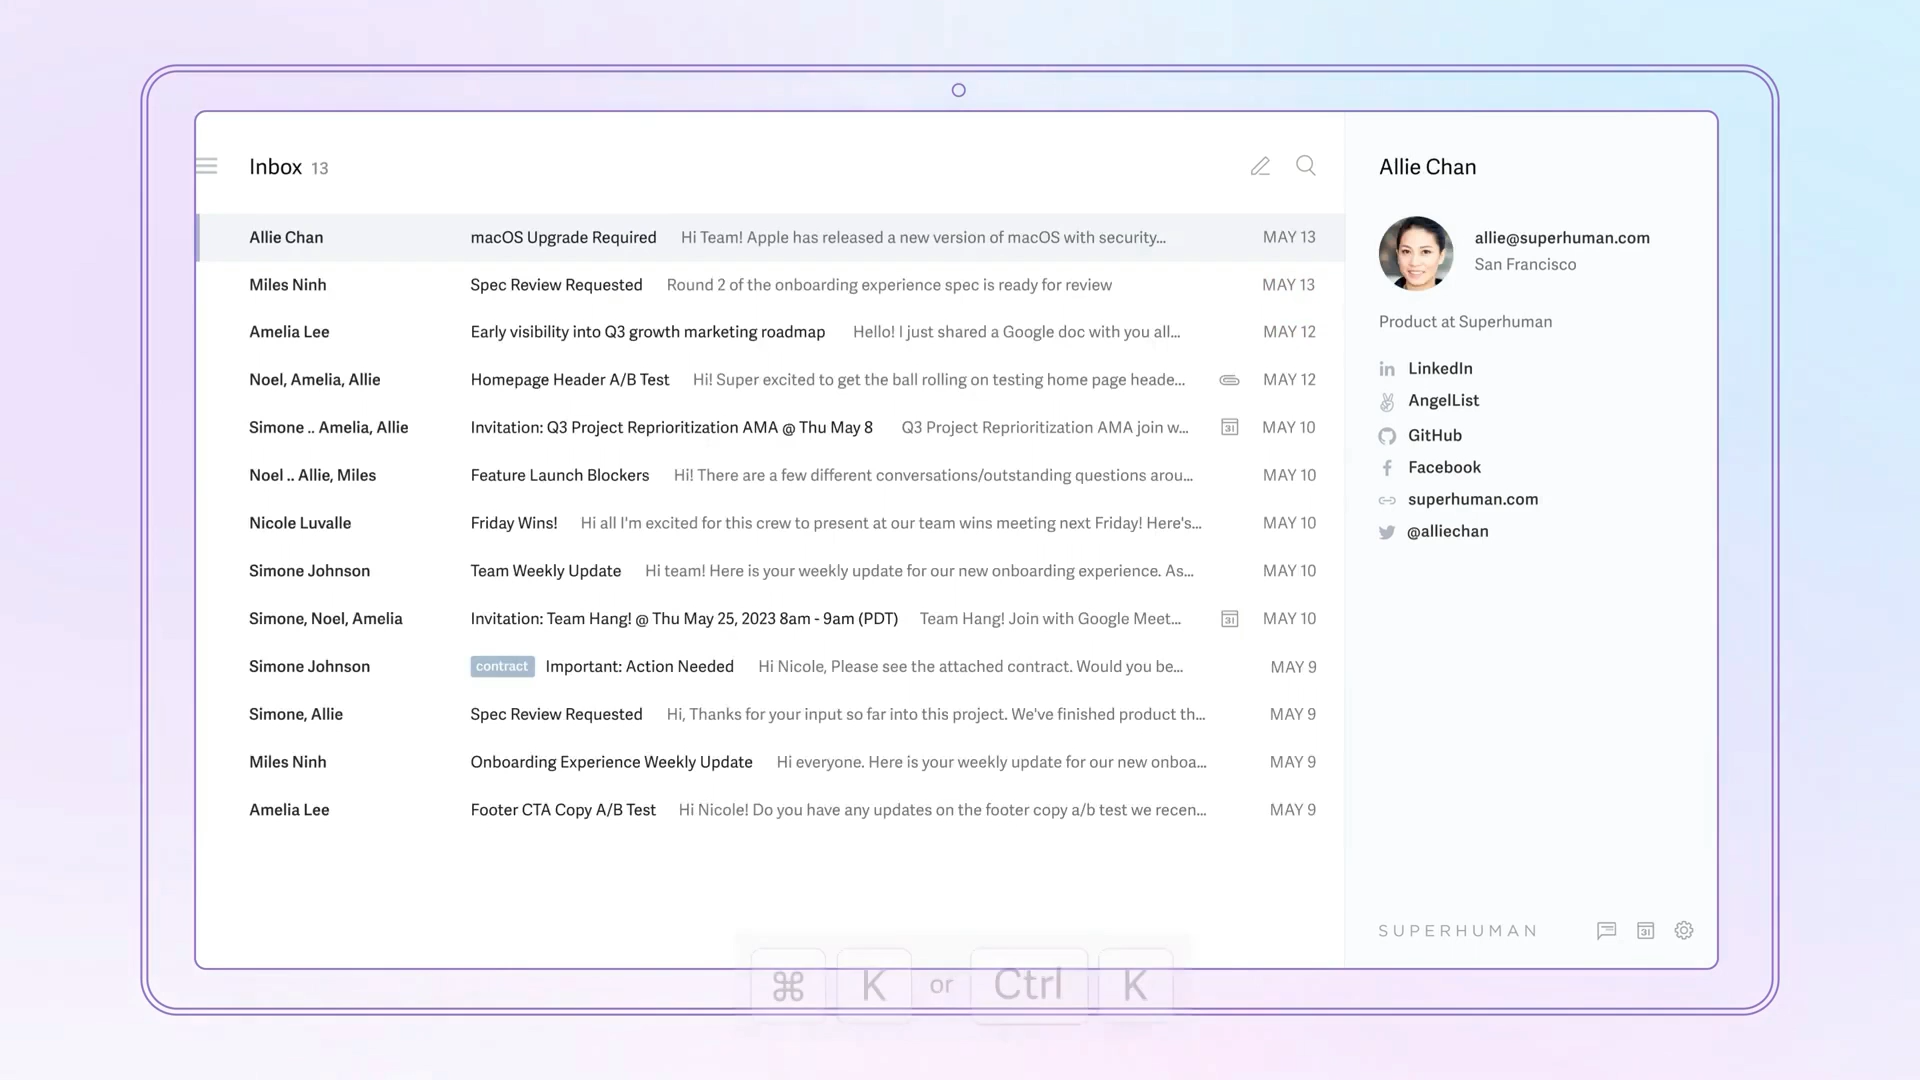 Inbox 13
Allie Chan macOS Upgrade Required Hi Team! Apple has released a new version of macOS with security... MAY 13
Miles Ninh Spec Review Requested Round 2 of the onboarding experience spec is ready for review MAY 13
Amelia Lee Early visibility into Q3 growth marketing roadmap Hello! I just shared a Google doc with you all... MAY 12
Noel, Amelia, Allie Homepage Header A/B Test Hi! Super excited to get the ball rolling on testing home page heade... MAY 12
Simone .. Amelia, Allie Invitation: Q3 Project Reprioritization AMA @ Thu May 8 Q3 Project Reprioritization AMA join w... 31 MAY 10
Noel .. Allie, Miles Feature Launch Blockers Hi! There are a few different conversations/outstanding questions arou... MAY 10
Nicole Luvalle Friday Wins! Hi all I'm excited for this crew to present at our team wins meeting next Friday! Here's... MAY 10
Simone Johnson Team Weekly Update Hi team! Here is your weekly update for our new onboarding experience. As... MAY 10
Simone, Noel, Amelia Invitation: Team Hang! @ Thu May 25, 2023 8am - 9am (PDT) Team Hang! Join with Google Meet... 31 MAY 10
Simone Johnson contract Important: Action Needed Hi Nicole, Please see the attached contract. Would you be... MAY 9
Simone, Allie Spec Review Requested Hi, Thanks for your input so far into this project. We've finished product th... MAY 9
Miles Ninh Onboarding Experience Weekly Update Hi everyone. Here is your weekly update for our new onboa... MAY 9
Amelia Lee Footer CTA Copy A/B Test Hi Nicole! Do you have any updates on the footer copy a/b test we recen... MAY 9
Allie Chan
allie@superhuman.com
San Francisco
Product at Superhuman
in LinkedIn
AngelList
GitHub
f Facebook
superhuman.com
@alliechan
SUPERHUMAN 31
⌘ K or Ctrl K